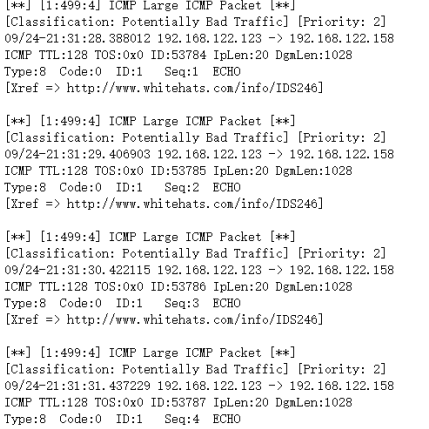 [**] [1:499:4] ICMP Large ICMP Packet [**]
[Classification: Potentially Bad Traffic] [Priority: 2]
09/24-21:31:28.388012 192.168.122.123 -> 192.168.122.158
ICMP TTL:128 TOS:0x0 ID:53784 IpLen:20 DgmLen:1028
Type:8  Code:0  ID:1   Seq:1  ECHO
[Xref => http://www.whitehats.com/info/IDS246]

[**] [1:499:4] ICMP Large ICMP Packet [**]
[Classification: Potentially Bad Traffic] [Priority: 2]
09/24-21:31:29.406903 192.168.122.123 -> 192.168.122.158
ICMP TTL:128 TOS:0x0 ID:53785 IpLen:20 DgmLen:1028
Type:8  Code:0  ID:1   Seq:2  ECHO
[Xref => http://www.whitehats.com/info/IDS246]

[**] [1:499:4] ICMP Large ICMP Packet [**]
[Classification: Potentially Bad Traffic] [Priority: 2]
09/24-21:31:30.422115 192.168.122.123 -> 192.168.122.158
ICMP TTL:128 TOS:0x0 ID:53786 IpLen:20 DgmLen:1028
Type:8  Code:0  ID:1   Seq:3  ECHO
[Xref => http://www.whitehats.com/info/IDS246]

[**] [1:499:4] ICMP Large ICMP Packet [**]
[Classification: Potentially Bad Traffic] [Priority: 2]
09/24-21:31:31.437229 192.168.122.123 -> 192.168.122.158
ICMP TTL:128 TOS:0x0 ID:53787 IpLen:20 DgmLen:1028
Type:8  Code:0  ID:1   Seq:4  ECHO